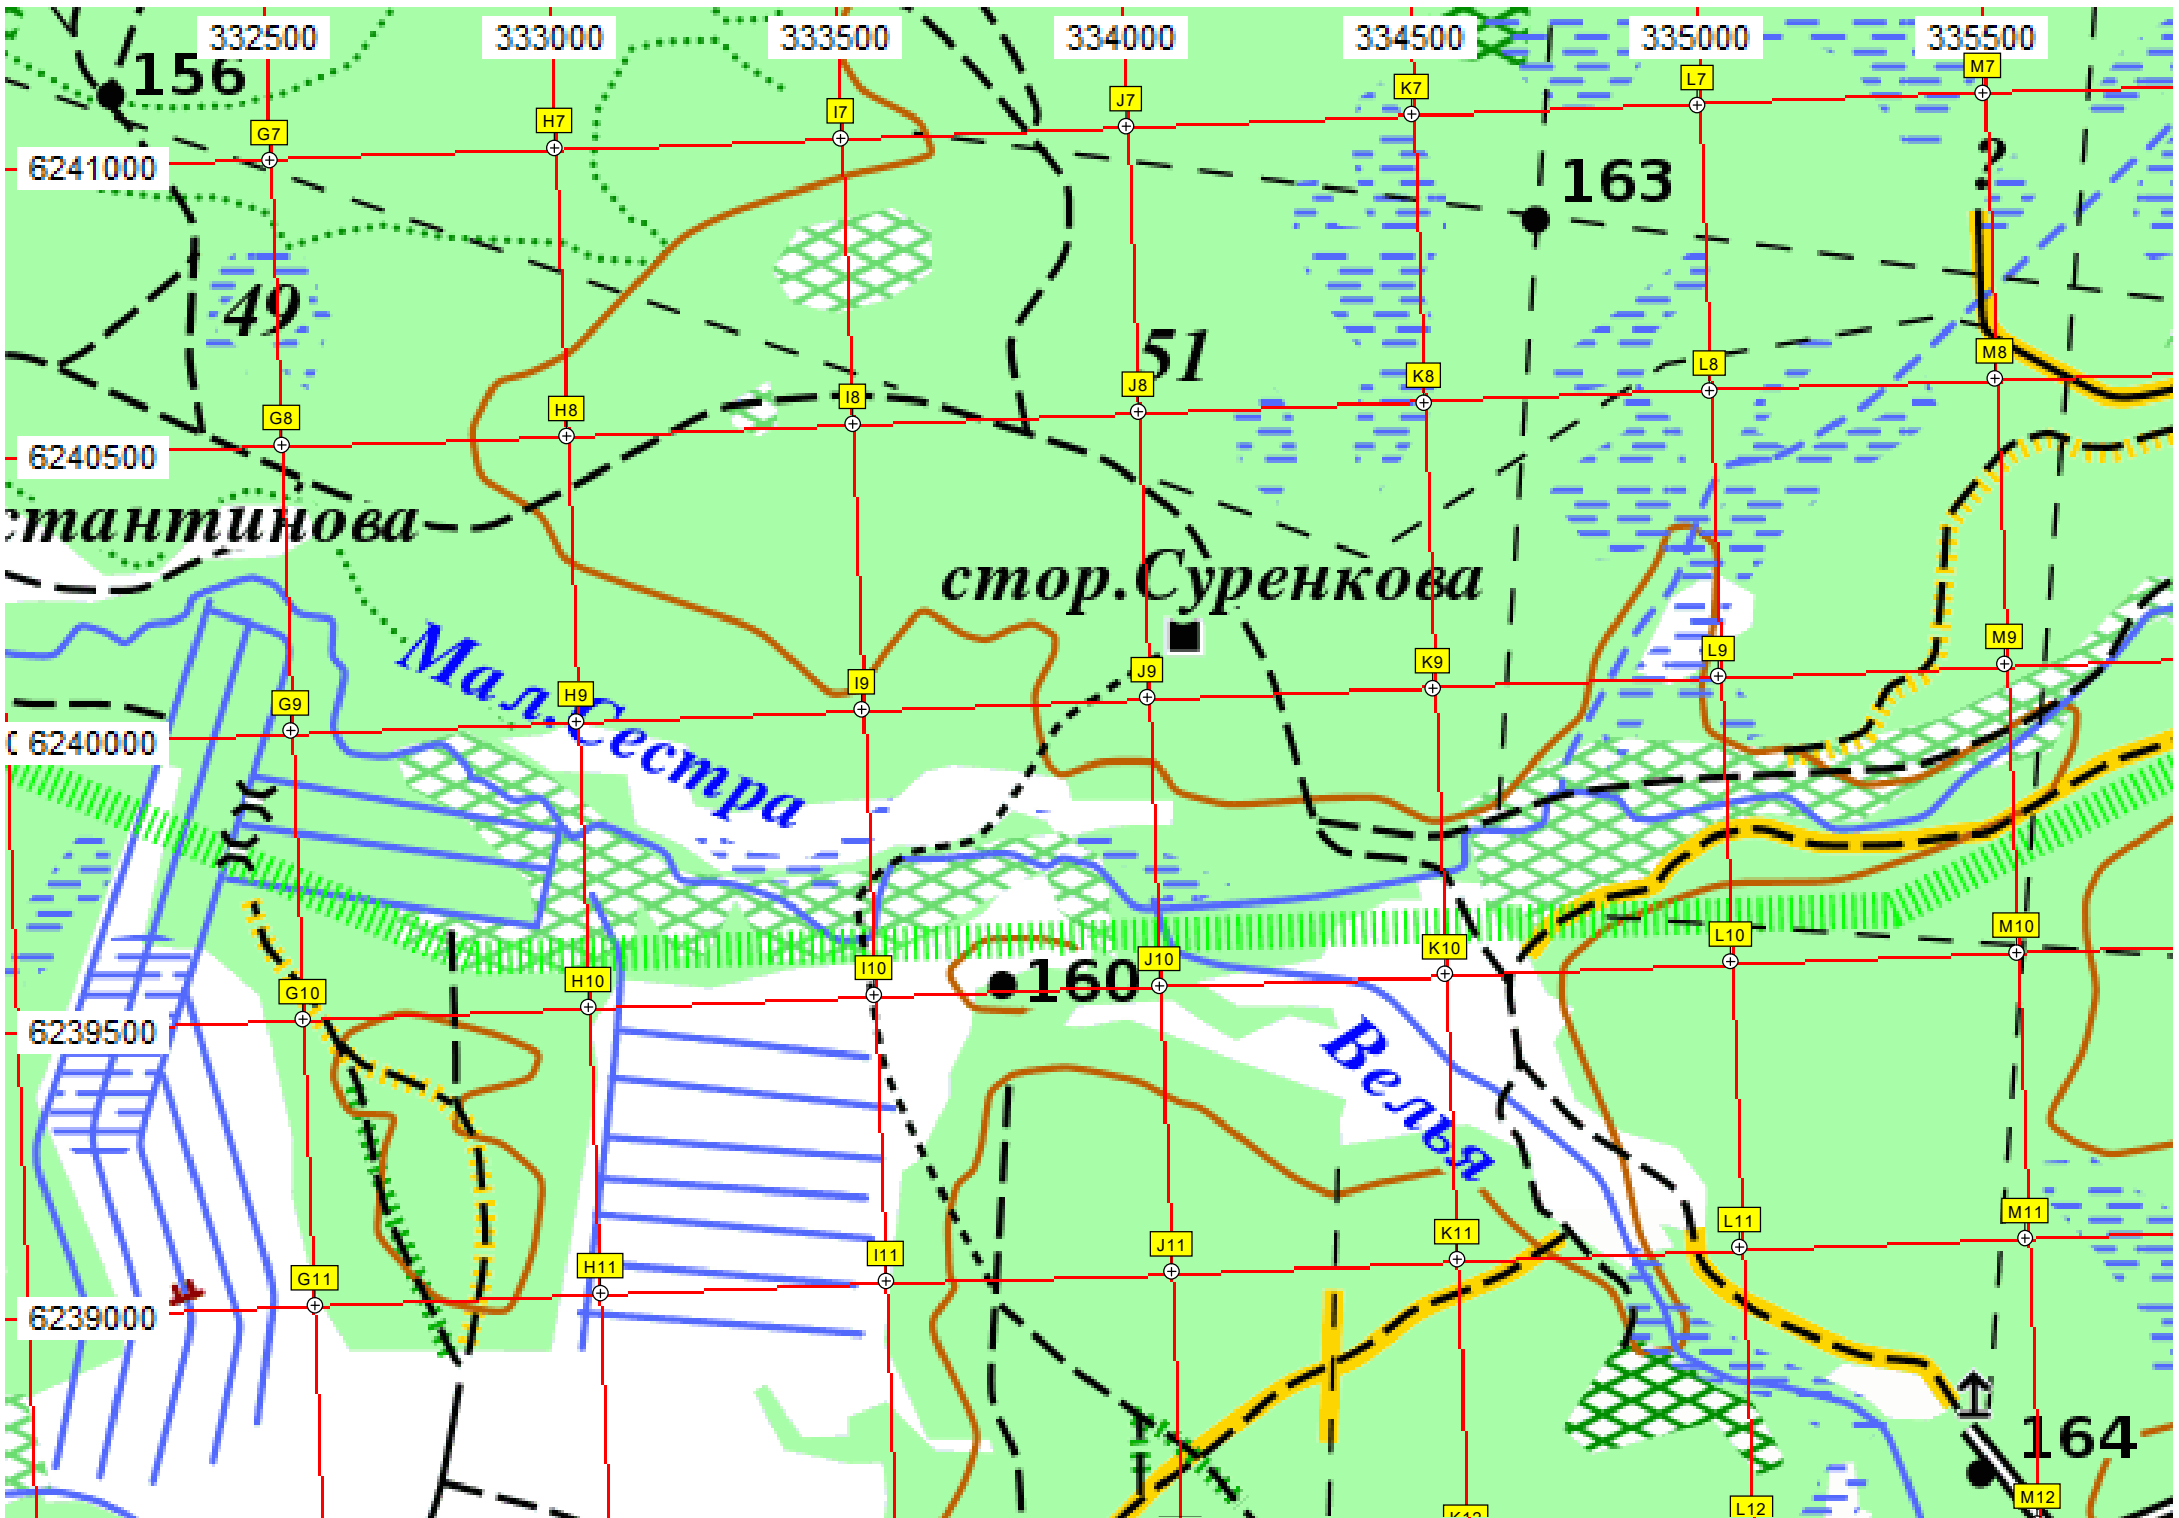 332500 333000 333500 334000 334500 335000 335500
156
G7 H7 I7 J7 K7 L7 M7
6241000
163
?
49
51
G8 H8 I8 J8 K8 L8 M8
6240500
стантинова
стор.Суренкова
Мал.Сестра
G9 H9 I9 J9 K9 L9 M9
6240000
G10 H10 I10 J10 K10 L10 M10
160
6239500
Велья
G11 H11 I11 J11 K11 L11 M11
6239000
164
K12 L12 M12